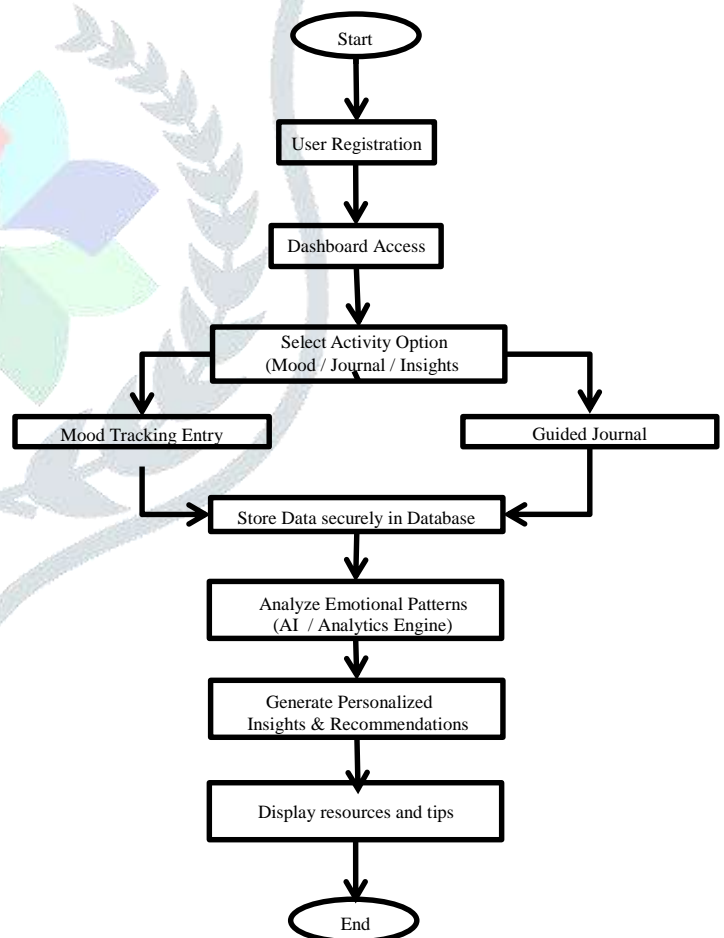 Start
User Registration
Dashboard Access
Select Activity Option
(Mood / Journal / Insights
Mood Tracking Entry
Guided Journal
Store Data securely in Database
Analyze Emotional Patterns
(AI / Analytics Engine)
Generate Personalized
Insights & Recommendations
Display resources and tips
End